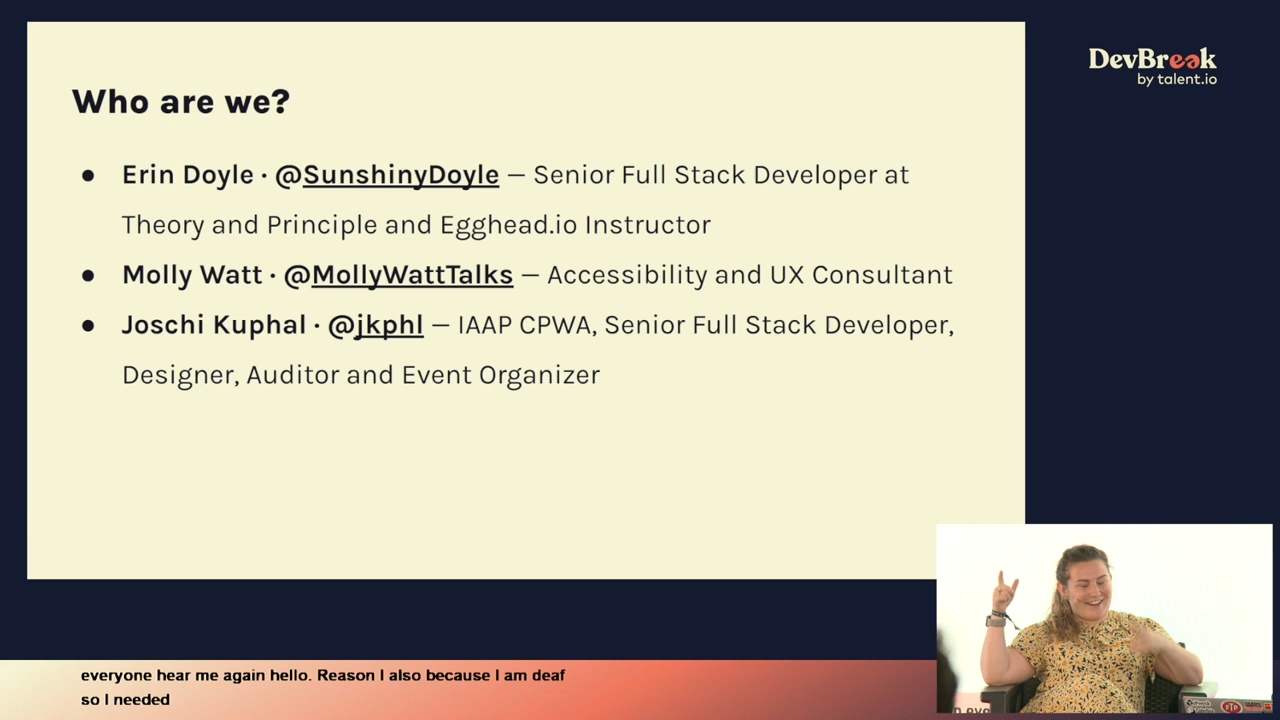 Who are we?
DevBreak
by talent.io
● Erin Doyle · @SunshinyDoyle — Senior Full Stack Developer at
Theory and Principle and Egghead.io Instructor
● Molly Watt · @MollyWattTalks — Accessibility and UX Consultant
● Joschi Kuphal · @jkphl — IAAP CPWA, Senior Full Stack Developer,
Designer, Auditor and Event Organizer
everyone hear me again hello. Reason I also because I am deaf
so I needed